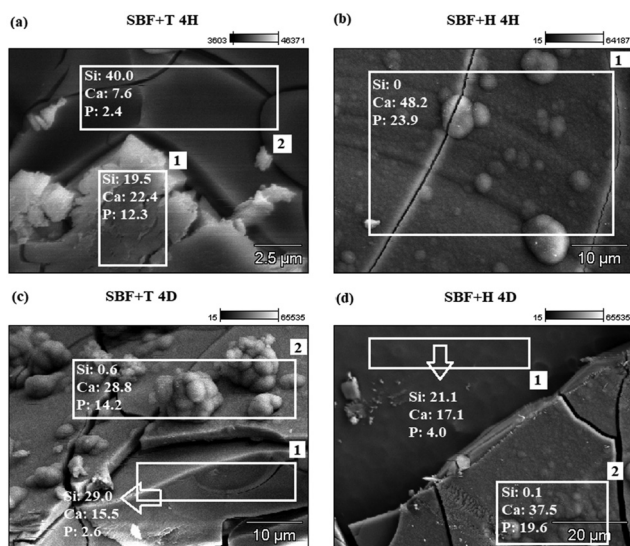 (a) SBF+T 4H
3603 46371
Si: 40.0
Ca: 7.6
P: 2.4
2
1
Si: 19.5
Ca: 22.4
P: 12.3
2.5 µm
(b) SBF+H 4H
15 64187
1
Si: 0
Ca: 48.2
P: 23.9
10 µm
(c) SBF+T 4D
15 65535
2
Si: 0.6
Ca: 28.8
P: 14.2
1
Si: 29.0
Ca: 15.5
P: 2.6
10 µm
(d) SBF+H 4D
15 65535
1
Si: 21.1
Ca: 17.1
P: 4.0
2
Si: 0.1
Ca: 37.5
P: 19.6
20 µm